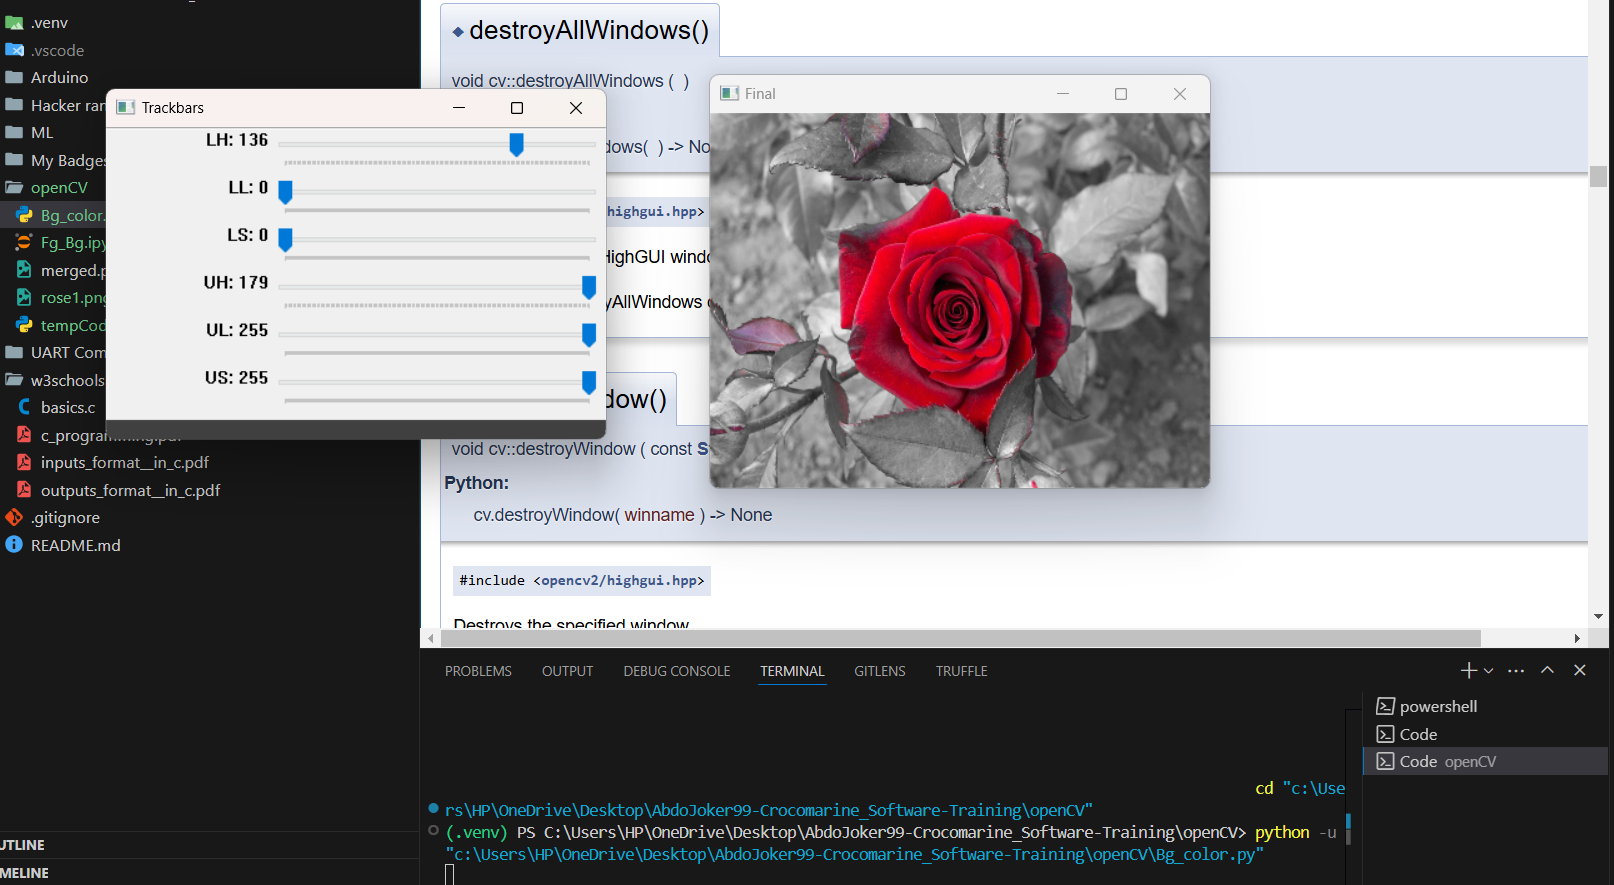 .venv
.vscode
Arduino
Hacker ran
ML
My Badges
openCV
Bg_color.
Fg_Bg.ipy
merged.p
rose1.png
tempCod
UART Com
w3schools
basics.c
c_programming.pdf
inputs_format__in_c.pdf
outputs_format__in_c.pdf
.gitignore
README.md
UTLINE
MELINE
Trackbars
LH: 136
LL: 0
LS: 0
UH: 179
UL: 255
US: 255
destroyAllWindows()
void cv::destroyAllWindows ( )
dows( ) -> No
highgui.hpp>
HighGUI windo
yAllWindows
Final
dow()
void cv::destroyWindow ( const S
Python:
cv.destroyWindow( winname ) -> None
#include <opencv2/highgui.hpp>
Destroys the specified window.
PROBLEMS OUTPUT DEBUG CONSOLE TERMINAL GITLENS TRUFFLE
cd "c:\Use
rs\HP\OneDrive\Desktop\AbdoJoker99-Crocomarine_Software-Training\openCV"
(.venv) PS C:\Users\HP\OneDrive\Desktop\AbdoJoker99-Crocomarine_Software-Training\openCV> python -u
"c:\Users\HP\OneDrive\Desktop\AbdoJoker99-Crocomarine_Software-Training\openCV\Bg_color.py"
powershell
Code
Code openCV